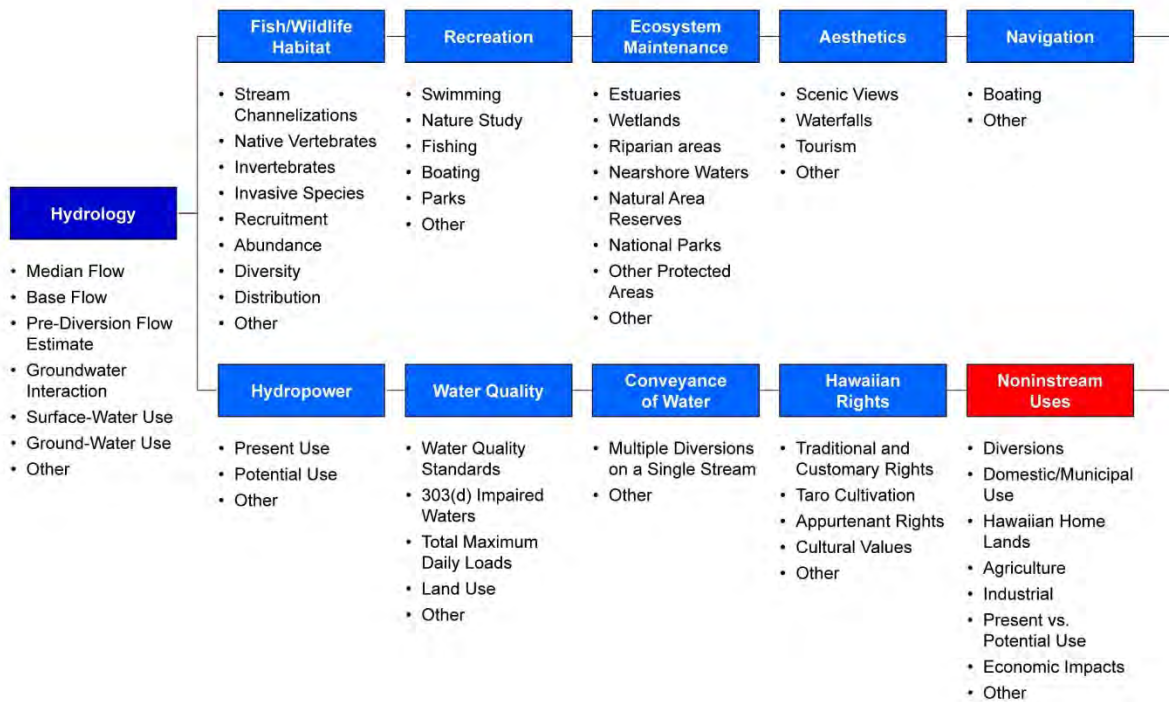 Fish/Wildlife
Habitat
• Stream
Channelizations
• Native Vertebrates
• Invertebrates
• Invasive Species
• Recruitment
• Abundance
• Diversity
• Distribution
• Other
Recreation
• Swimming
• Nature Study
• Fishing
• Boating
• Parks
• Other
Ecosystem
Maintenance
• Estuaries
• Wetlands
• Riparian areas
• Nearshore Waters
• Natural Area
Reserves
• National Parks
• Other Protected
Areas
• Other
Aesthetics
• Scenic Views
• Waterfalls
• Tourism
• Other
Navigation
• Boating
• Other
Hydrology
• Median Flow
• Base Flow
• Pre-Diversion Flow
Estimate
• Groundwater
Interaction
• Surface-Water Use
• Ground-Water Use
• Other
Hydropower
• Present Use
• Potential Use
• Other
Water Quality
• Water Quality
Standards
• 303(d) Impaired
Waters
• Total Maximum
Daily Loads
• Land Use
• Other
Conveyance
of Water
• Multiple Diversions
on a Single Stream
• Other
Hawaiian
Rights
• Traditional and
Customary Rights
• Taro Cultivation
• Appurtenant Rights
• Cultural Values
• Other
Noninstream
Uses
• Diversions
• Domestic/Municipal
Use
• Hawaiian Home
Lands
• Agriculture
• Industrial
• Present vs.
Potential Use
• Economic Impacts
• Other